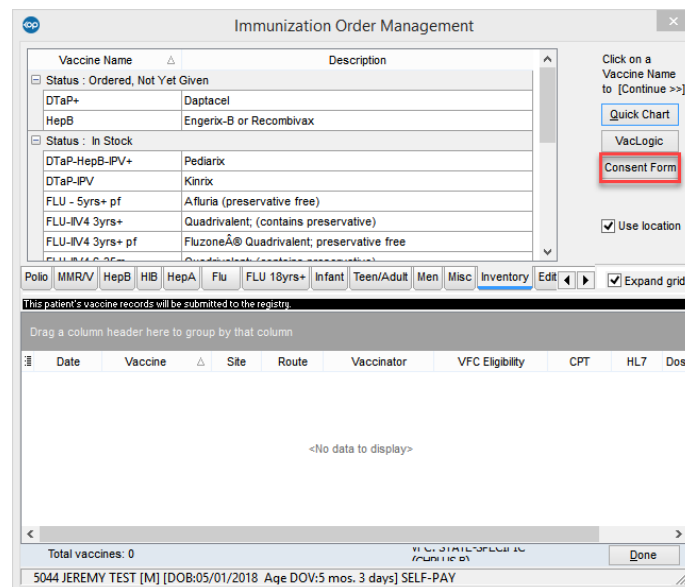 op
Immunization Order Management
Vaccine Name Description
Status : Ordered, Not Yet Given
DTaP+ Daptacel
HepB Engerix-B or Recombivax
Status : In Stock
DTaP-HepB-IPV+ Pediarix
DTaP-IPV Kinrix
FLU - 5yrs+ pf Afluria (preservative free)
FLU-IIV4 3yrs+ Quadrivalent; (contains preservative)
FLU-IIV4 3yrs+ pf FluzoneÂ® Quadrivalent; preservative free
Click on a
Vaccine Name
to [Continue >>]
Quick Chart
VacLogic
Consent Form
Use location
Polio MMR/V HepB HIB HepA Flu FLU 18yrs+ Infant Teen/Adult Men Misc Inventory Edit
Expand grid
This patient's vaccine records will be submitted to the registry.
Drag a column header here to group by that column
Date Vaccine Site Route Vaccinator VFC Eligibility CPT HL7 Dos
<No data to display>
Total vaccines: 0
Done
5044 JEREMY TEST [M] [DOB:05/01/2018 Age DOV:5 mos. 3 days] SELF-PAY